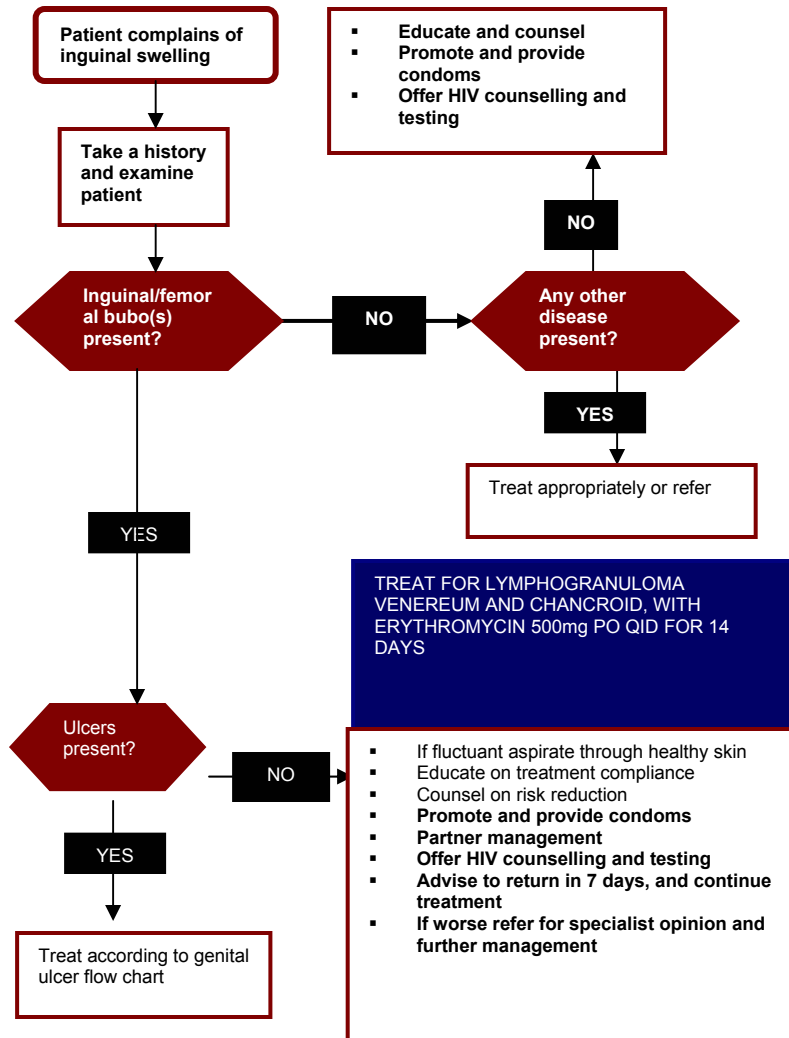 Patient complains of
inguinal swelling
▪ Educate and counsel
▪ Promote and provide
condoms
▪ Offer HIV counselling and
testing
Take a history
and examine
patient
NO
Inguinal/femor
al bubo(s)
present?
NO
Any other
disease
present?
YES
Treat appropriately or refer
YES
TREAT FOR LYMPHOGRANULOMA
VENEREUM AND CHANCROID, WITH
ERYTHROMYCIN 500mg PO QID FOR 14
DAYS
Ulcers
present?
NO
▪ If fluctuant aspirate through healthy skin
▪ Educate on treatment compliance
▪ Counsel on risk reduction
▪ Promote and provide condoms
▪ Partner management
▪ Offer HIV counselling and testing
▪ Advise to return in 7 days, and continue
treatment
▪ If worse refer for specialist opinion and
further management
YES
Treat according to genital
ulcer flow chart